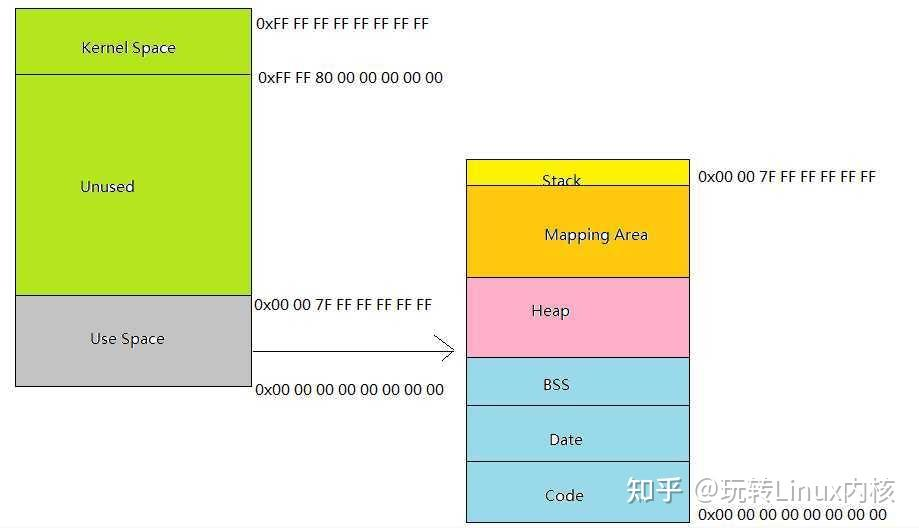 0xFF FF FF FF FF FF FF FF
Kernel Space
0xFF FF 80 00 00 00 00 00
Unused
0x00 00 7F FF FF FF FF FF
Use Space
0x00 00 00 00 00 00 00 00
Stack
0x00 00 7F FF FF FF FF FF
Mapping Area
Heap
BSS
Date
Code
知乎 @玩转Linux内核
0x00 00 00 00 00 00 00 00